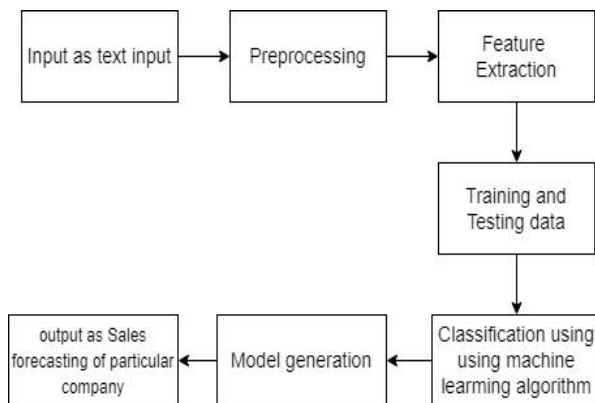 Input as text input
Preprocessing
Feature
Extraction
Training and
Testing data
Classification using
using machine
learming algorithm
Model generation
output as Sales
forecasting of particular
company